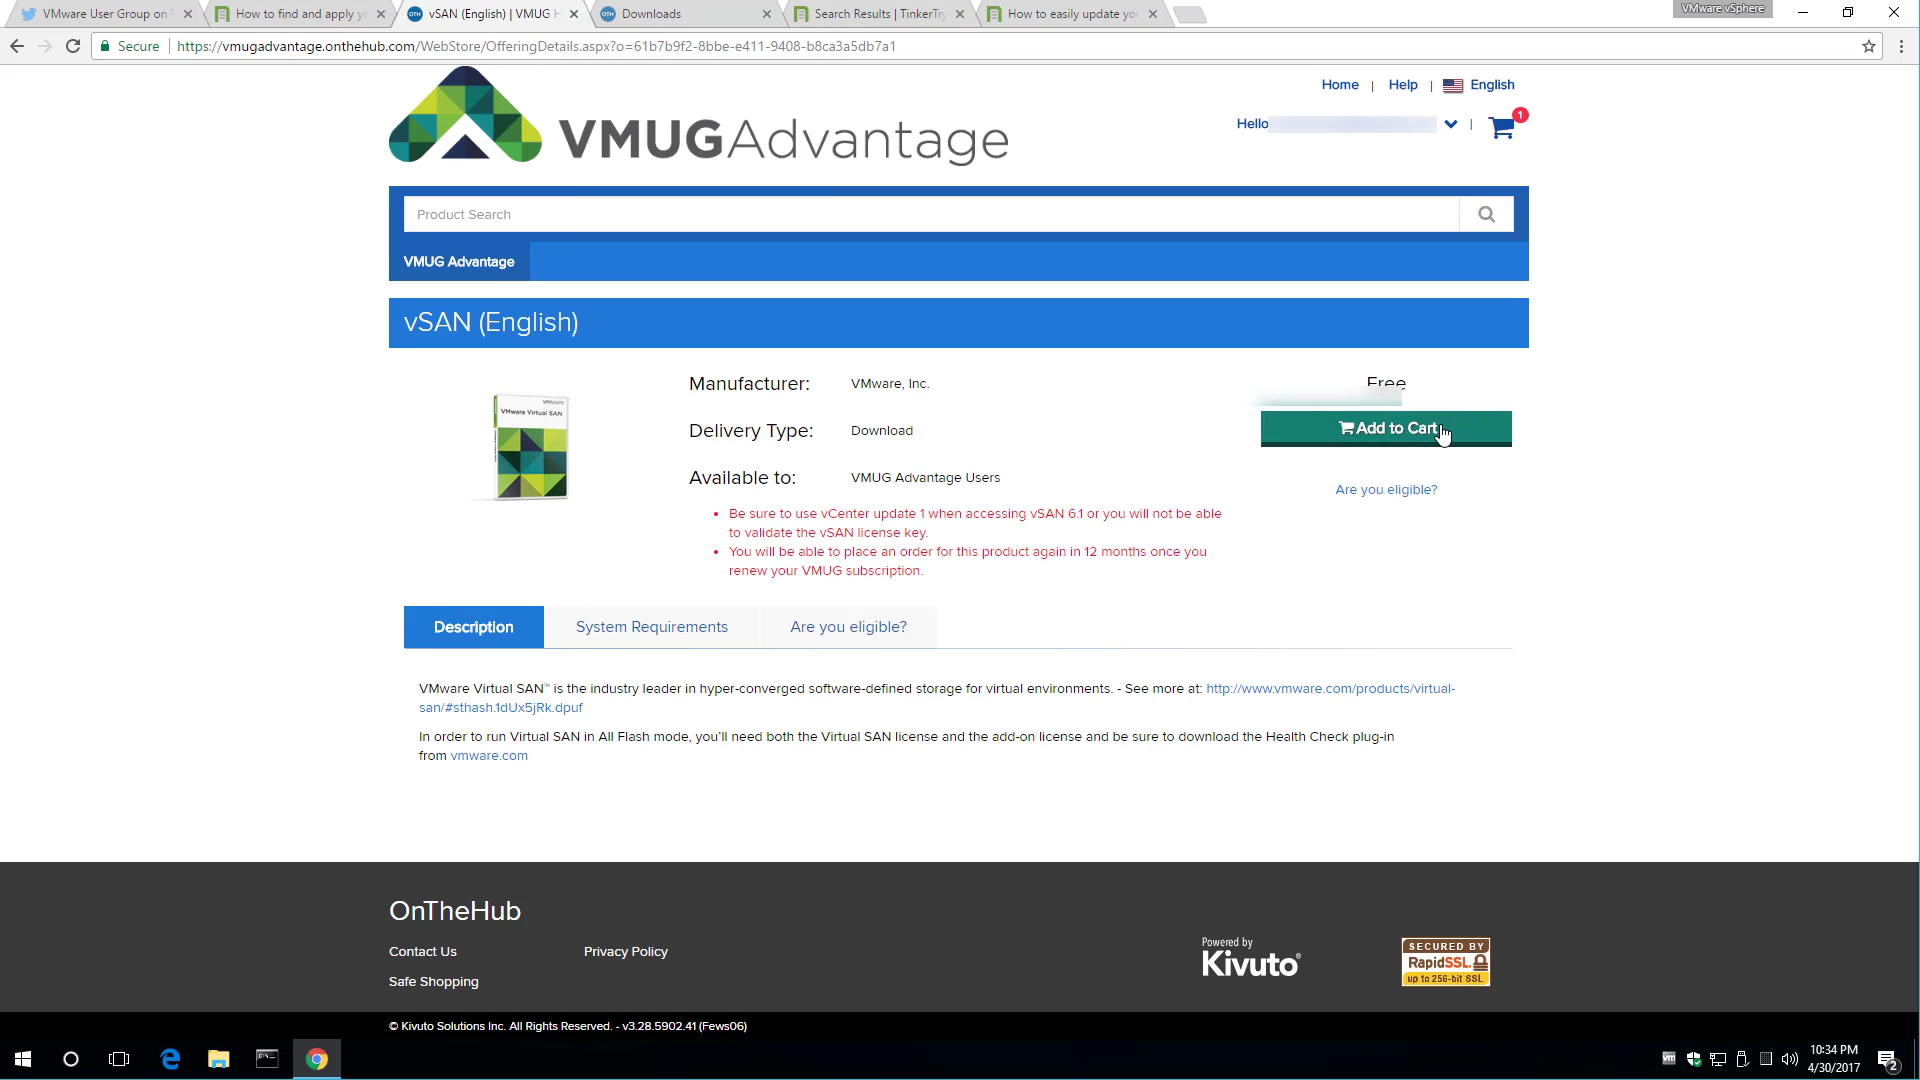 VMware User Group on T
How to find and apply yo
vSAN (English) | VMUG H
Downloads
Search Results | TinkerTry
How to easily update you
VMware vSphere
Secure
https://vmugadvantage.onthehub.com/WebStore/OfferingDetails.aspx?o=61b7b9f2-8bbe-e411-9408-b8ca3a5db7a1
Home | Help | English
VMUGAdvantage
Hello
1
Product Search
VMUG Advantage
vSAN (English)
Manufacturer: VMware, Inc.
Free
vmware
VMware Virtual SAN
Add to Cart
Delivery Type: Download
Available to: VMUG Advantage Users
Are you eligible?
• Be sure to use vCenter update 1 when accessing vSAN 6.1 or you will not be able
to validate the vSAN license key.
• You will be able to place an order for this product again in 12 months once you
renew your VMUG subscription.
Description
System Requirements
Are you eligible?
VMware Virtual SAN™ is the industry leader in hyper-converged software-defined storage for virtual environments. - See more at: http://www.vmware.com/products/virtual-
san/#sthash.1dUx5jRk.dpuf
In order to run Virtual SAN in All Flash mode, you'll need both the Virtual SAN license and the add-on license and be sure to download the Health Check plug-in
from vmware.com
OnTheHub
Contact Us
Privacy Policy
Safe Shopping
Powered by
Kivuto®
SECURED BY
RapidSSL.
up to 256-bit SSL
© Kivuto Solutions Inc. All Rights Reserved. - v3.28.5902.41 (Fews06)
10:34 PM
4/30/2017
2